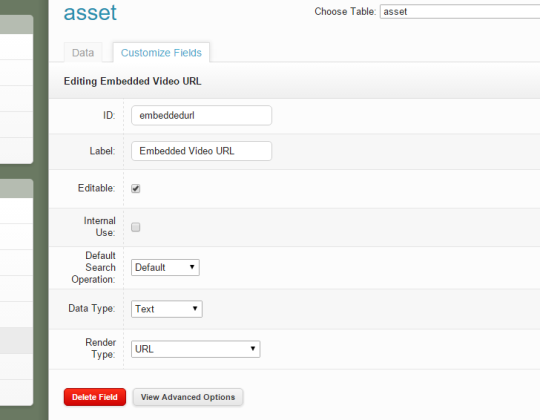 asset
Choose Table: asset
Data
Customize Fields
Editing Embedded Video URL
ID: embeddedurl
Label: Embedded Video URL
Editable:
Internal
Use:
Default
Search
Operation:
Default
Data Type: Text
Render
Type:
URL
Delete Field
View Advanced Options